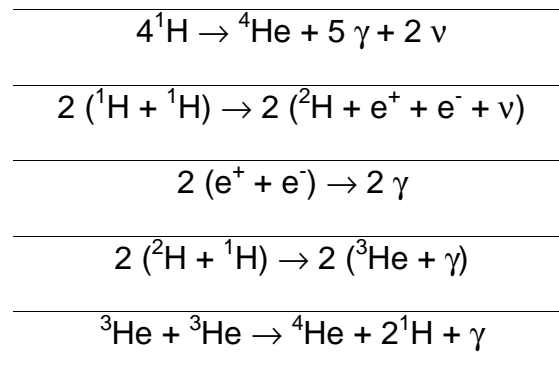 4¹H → ⁴He + 5 γ + 2 ν
2 (¹H + ¹H) → 2 (²H + e⁺ + e⁻ + ν)
2 (e⁺ + e⁻) → 2 γ
2 (²H + ¹H) → 2 (³He + γ)
³He + ³He → ⁴He + 2¹H + γ